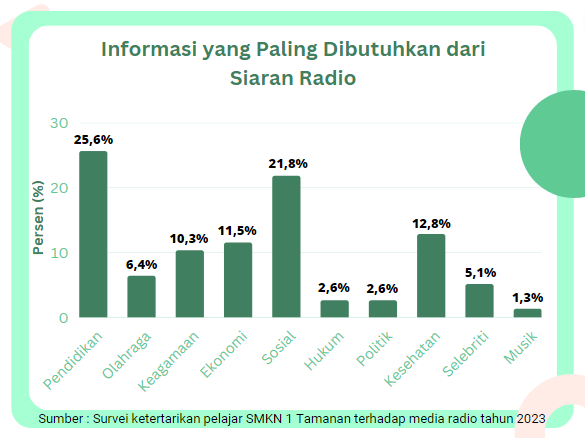 Informasi yang Paling Dibutuhkan dari
Siaran Radio
Persen (%)
30
20
10
0
25,6%
6,4%
10,3%
11,5%
21,8%
2,6%
2,6%
12,8%
5,1%
1,3%
Pendidikan
Olahraga
Keagamaan
Ekonomi
Sosial
Hukum
Politik
Kesehatan
Selebriti
Musik
Sumber : Survei ketertarikan pelajar SMKN 1 Tamanan terhadap media radio tahun 2023